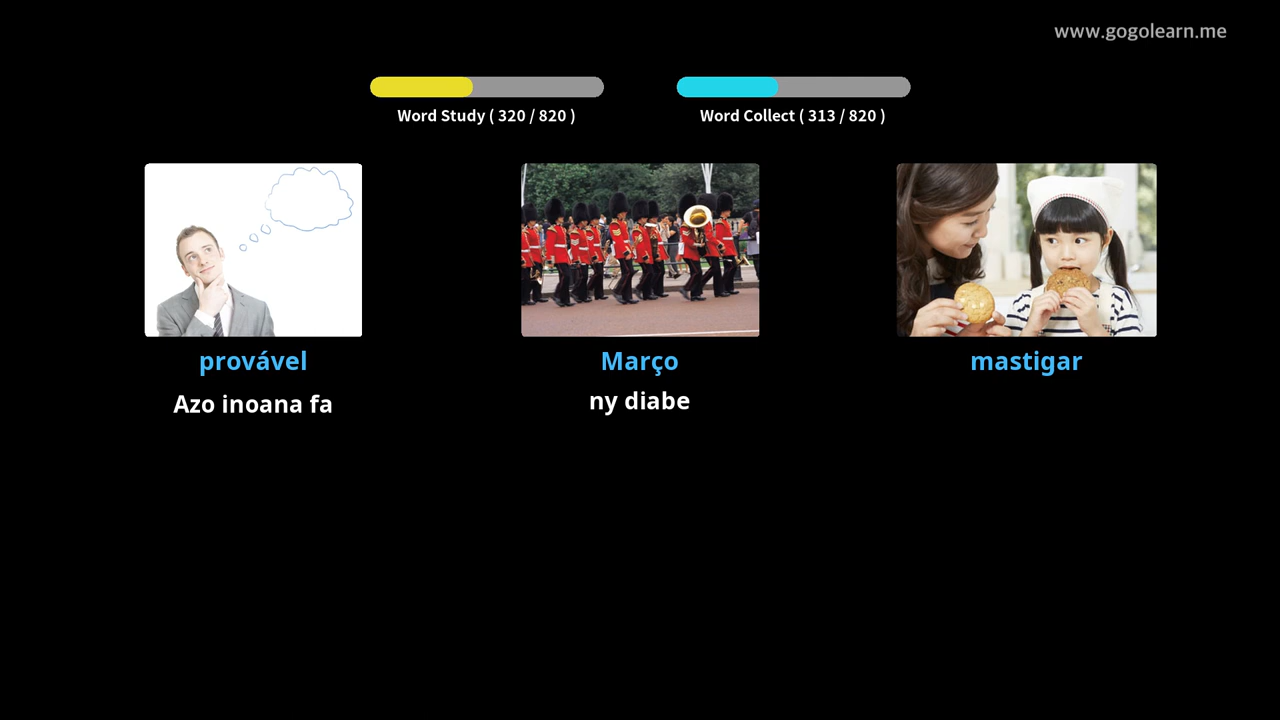 www.gogolearn.me
Word Study ( 320 / 820 )
Word Collect ( 313 / 820 )
provável
Março
mastigar
Azo inoana fa
ny diabe